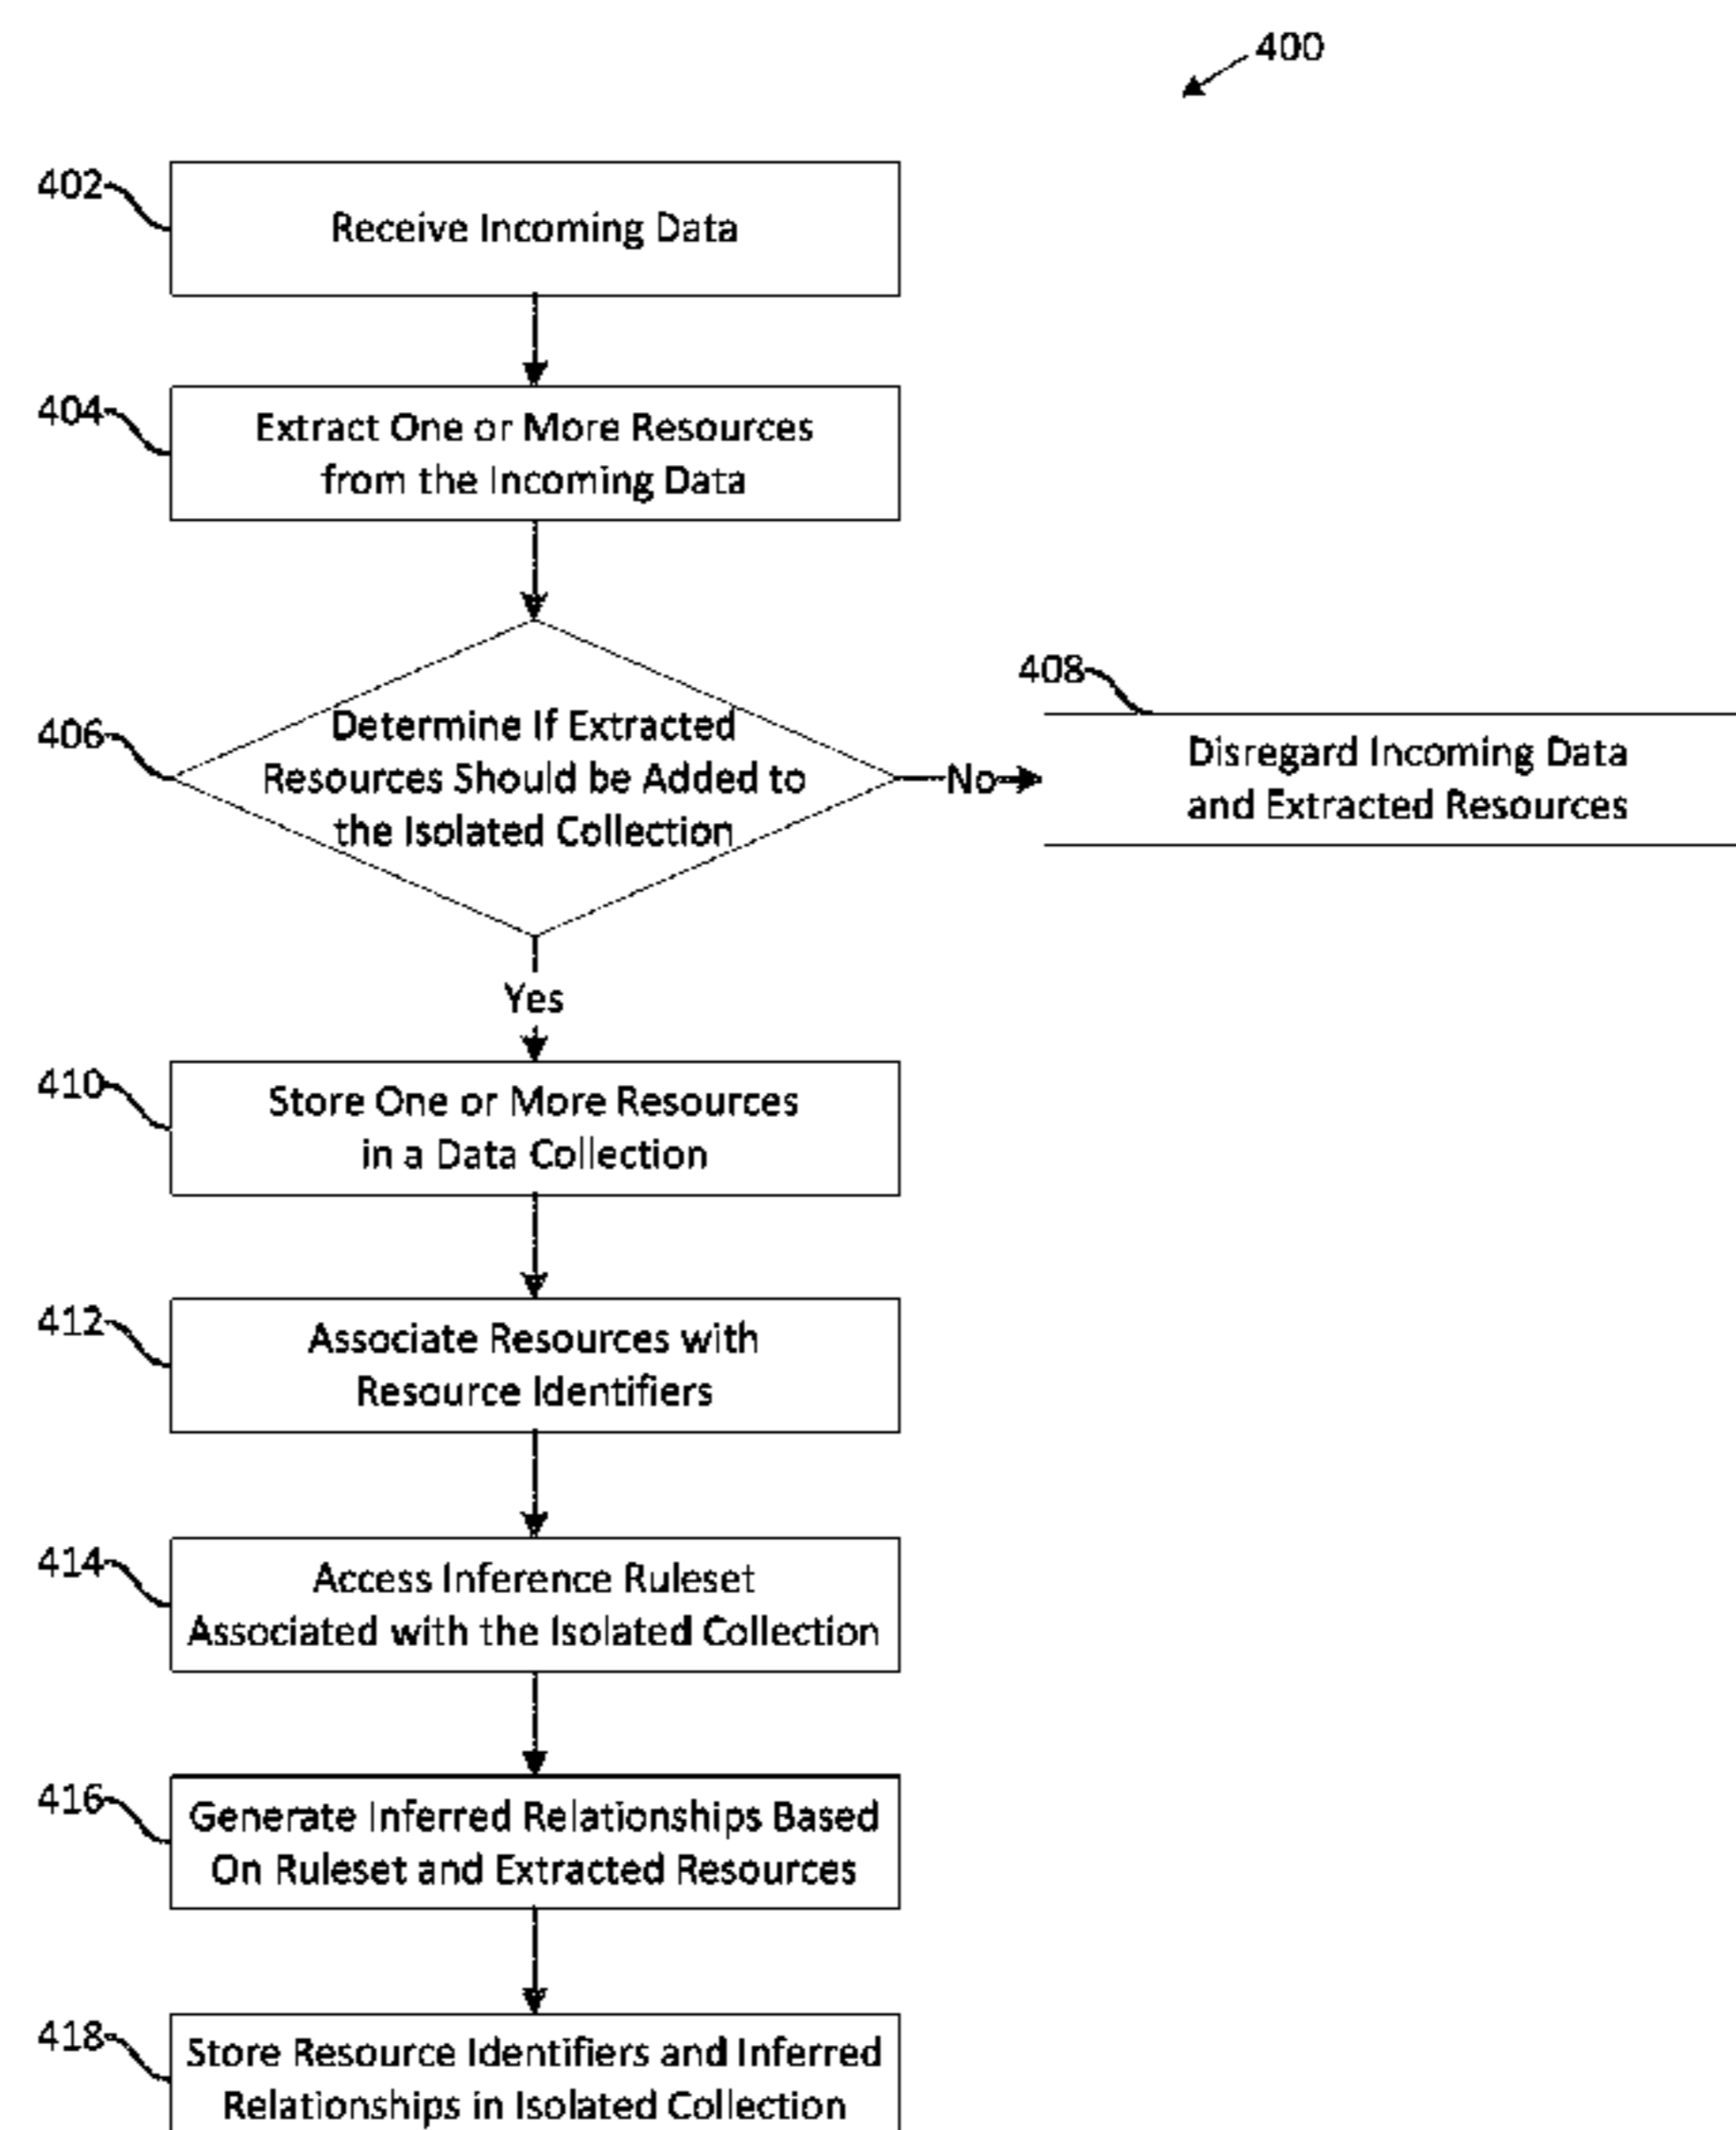 400
402
Receive Incoming Data
404
Extract One or More Resources
from the Incoming Data
406
Determine If Extracted
Resources Should be Added to
the Isolated Collection
No
408
Disregard Incoming Data
and Extracted Resources
Yes
410
Store One or More Resources
in a Data Collection
412
Associate Resources with
Resource Identifiers
414
Access Inference Ruleset
Associated with the Isolated Collection
416
Generate Inferred Relationships Based
On Ruleset and Extracted Resources
418
Store Resource Identifiers and Inferred
Relationships in Isolated Collection